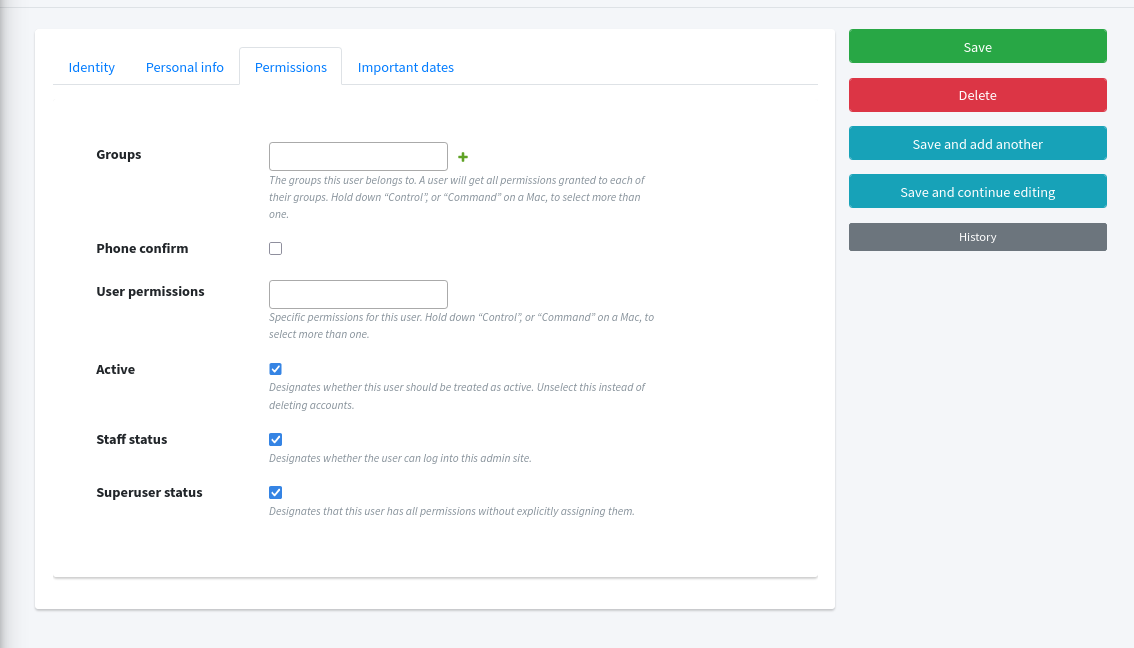 Identity
Personal info
Permissions
Important dates
Groups
The groups this user belongs to. A user will get all permissions granted to each of
their groups. Hold down “Control”, or “Command” on a Mac, to select more than
one.
Phone confirm
User permissions
Specific permissions for this user. Hold down “Control”, or “Command” on a Mac, to
select more than one.
Active
Designates whether this user should be treated as active. Unselect this instead of
deleting accounts.
Staff status
Designates whether the user can log into this admin site.
Superuser status
Designates that this user has all permissions without explicitly assigning them.
Save
Delete
Save and add another
Save and continue editing
History